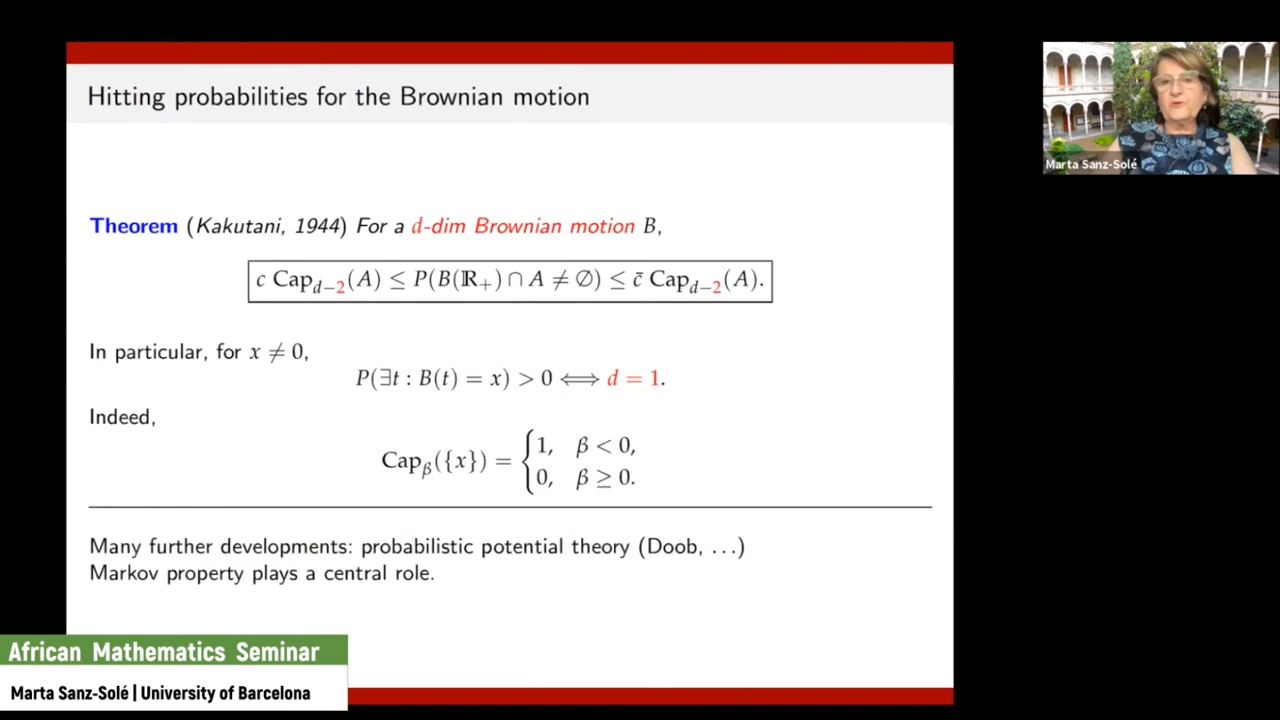 Hitting probabilities for the Brownian motion
Theorem (Kakutani, 1944) For a d-dim Brownian motion B,
c Cap_{d−2}(A) ≤ P(B(ℝ₊) ∩ A ≠ ∅) ≤ c̄ Cap_{d−2}(A).
In particular, for x ≠ 0,
P(∃t : B(t) = x) > 0 ⟺ d = 1.
Indeed,
Cap_β({x}) = { 1, β < 0,
0, β ≥ 0.
Many further developments: probabilistic potential theory (Doob, ...)
Markov property plays a central role.
Marta Sanz-Solé
African Mathematics Seminar
Marta Sanz-Solé | University of Barcelona